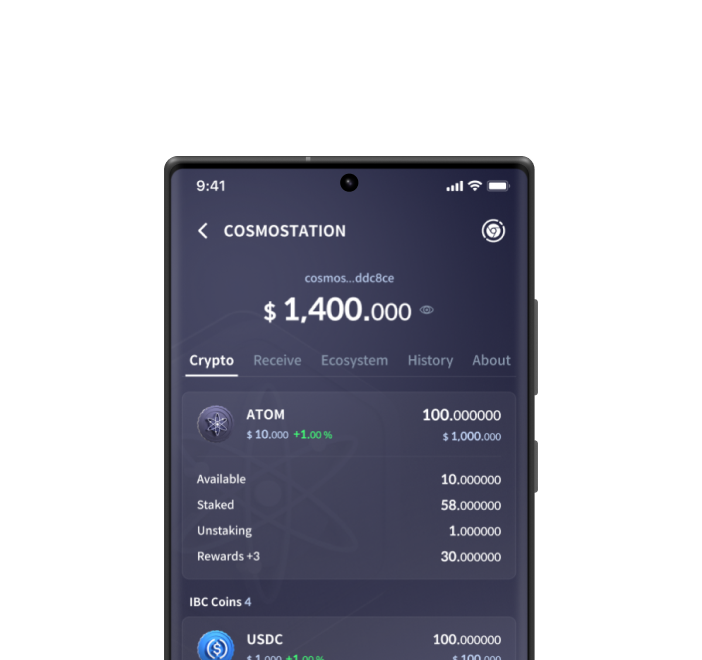 9:41
COSMOSTATION
cosmos...ddc8ce
$ 1,400.000
Crypto Receive Ecosystem History About
ATOM 100.000000
$ 10.000 +1.00 % $ 1,000.000
Available 10.000000
Staked 58.000000
Unstaking 1.000000
Rewards +3 30.000000
IBC Coins 4
USDC 100.000000
$ 1.000 +1.00 % $ 100.000